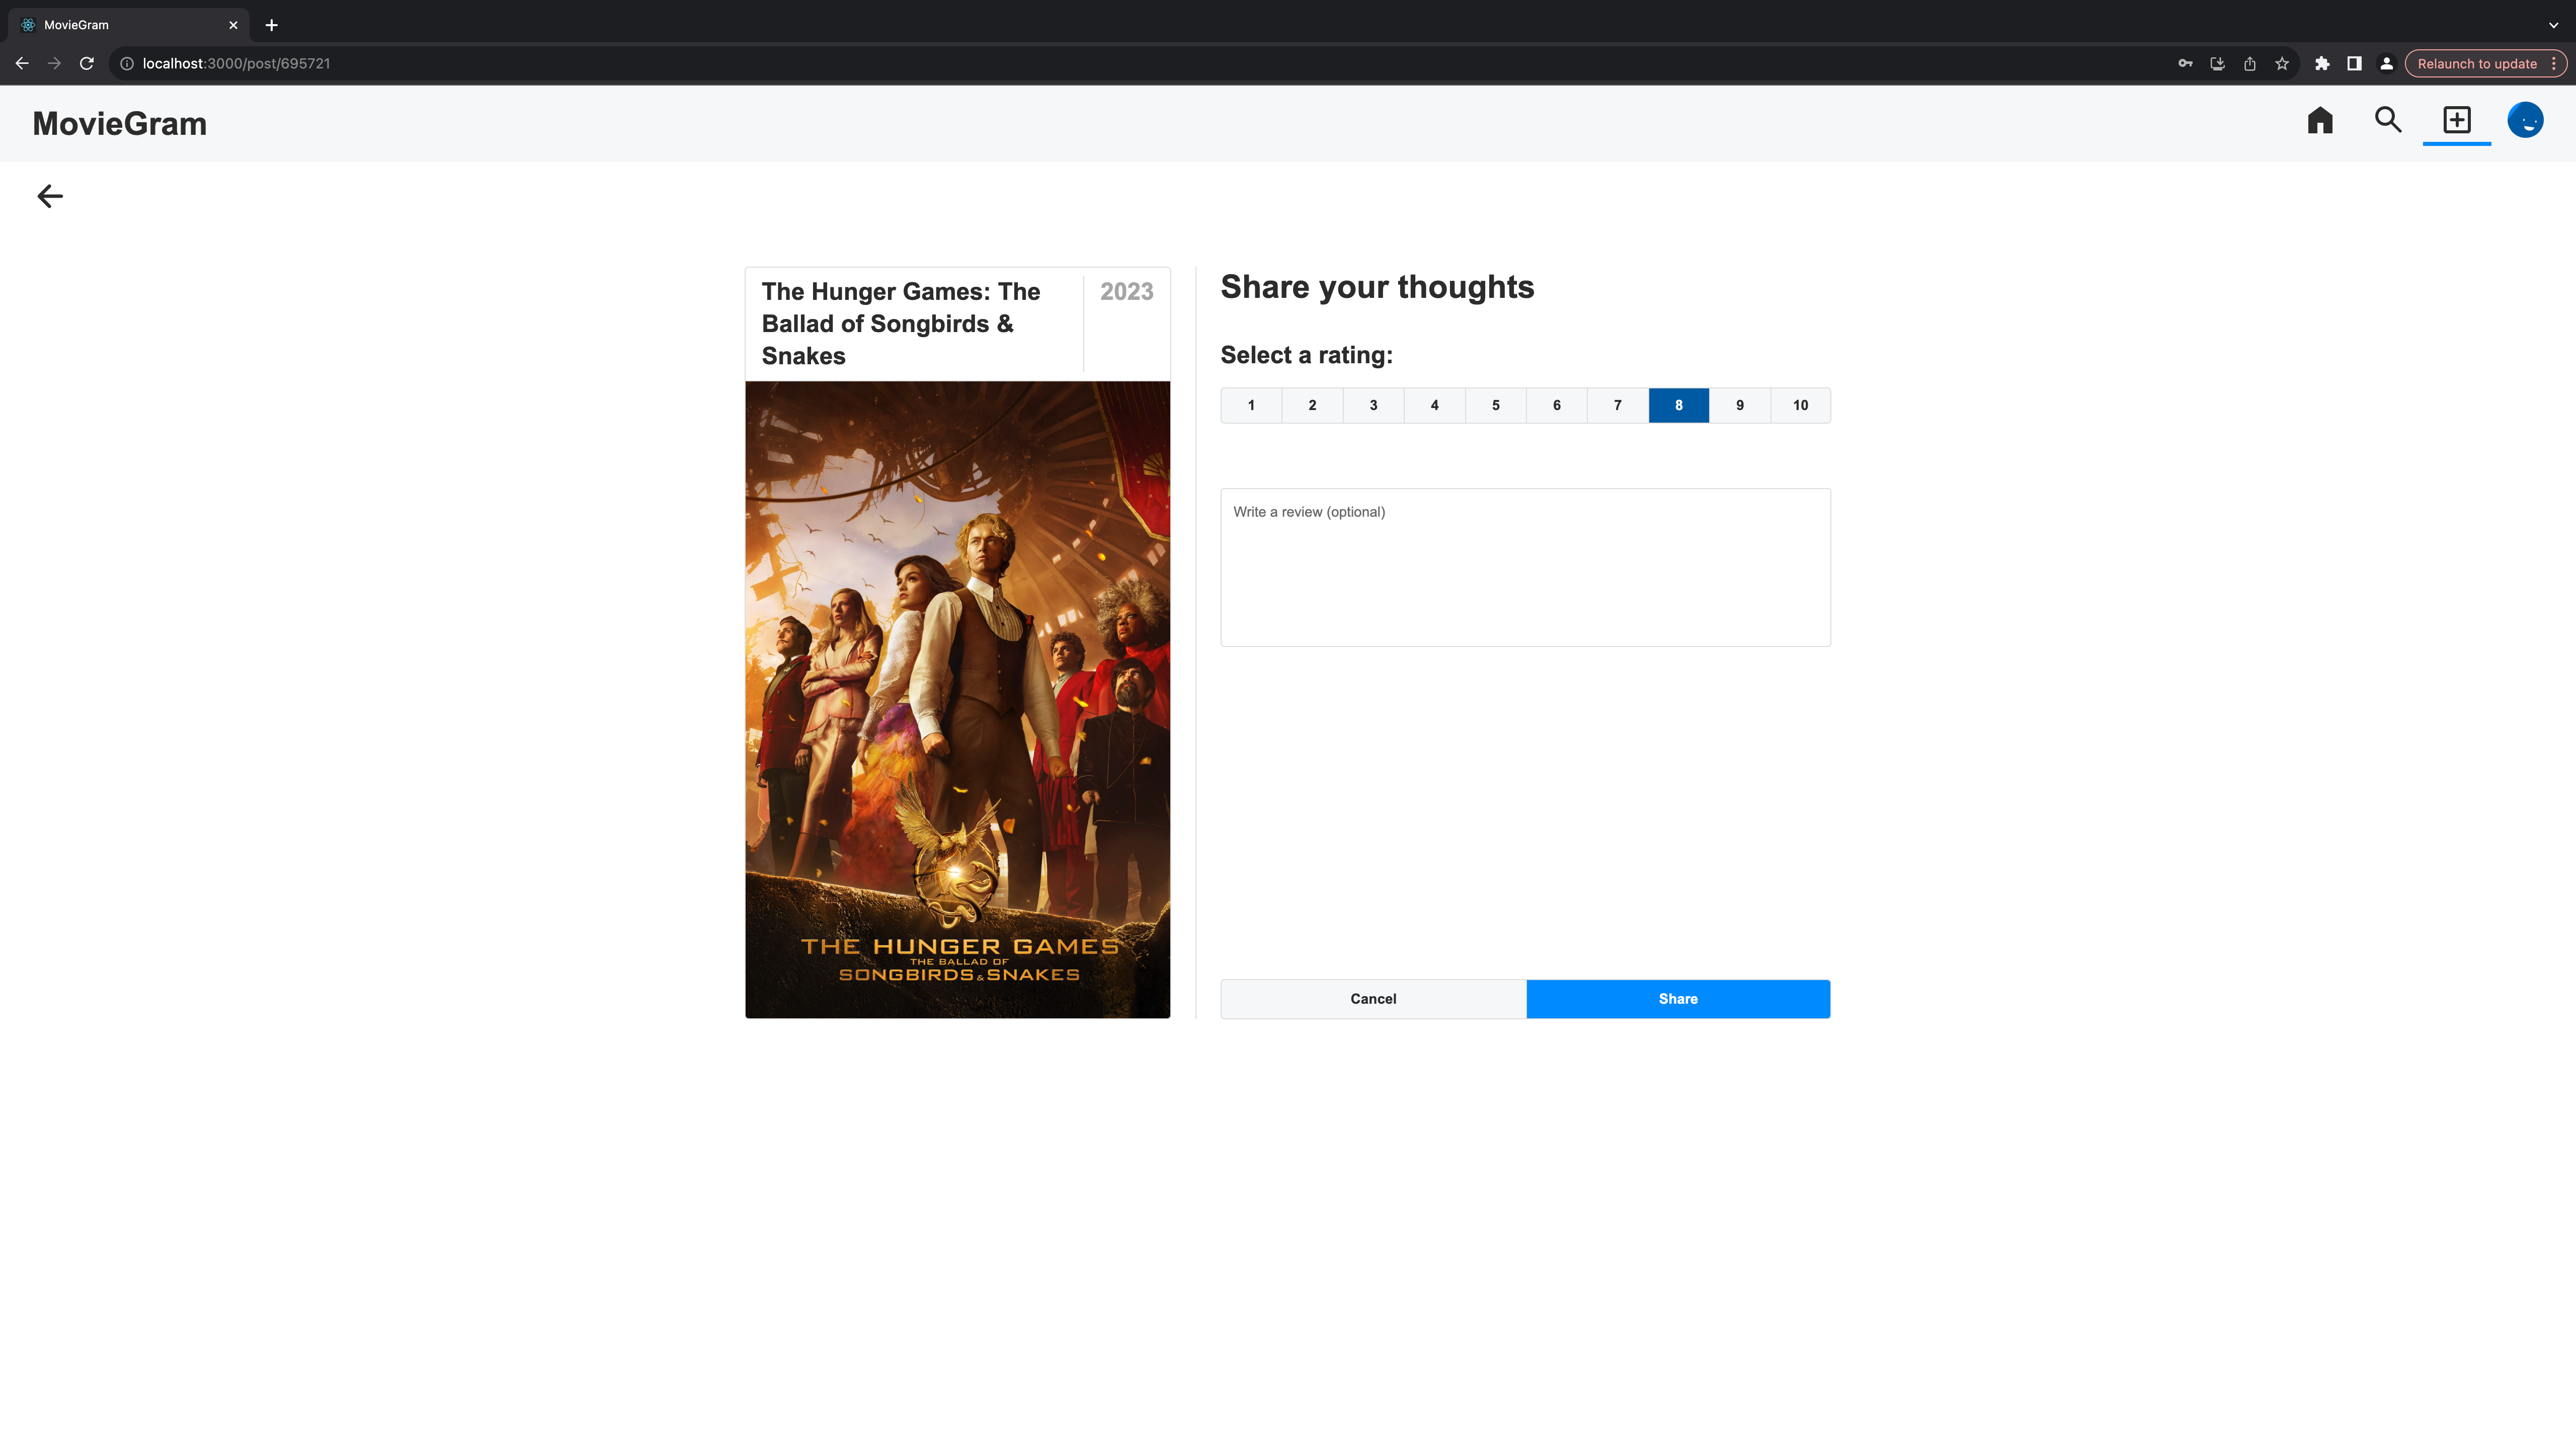 MovieGram
localhost:3000/post/695721
Relaunch to update
MovieGram
The Hunger Games: The
Ballad of Songbirds &
Snakes
2023
THE HUNGER GAMES
THE BALLAD OF
SONGBIRDS & SNAKES
Share your thoughts
Select a rating:
1 2 3 4 5 6 7 8 9 10
Write a review (optional)
Cancel
Share